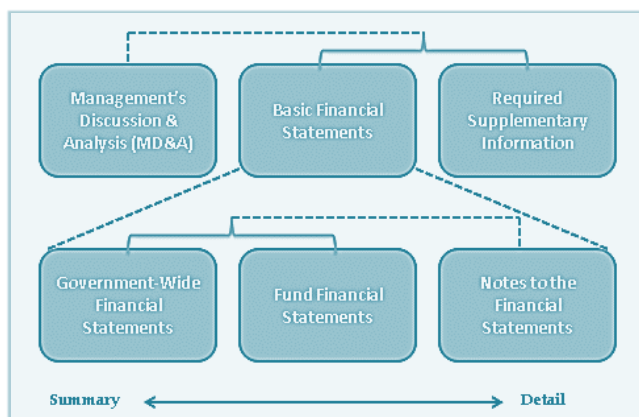 Management's
Discussion &
Analysis (MD&A)
Basic Financial
Statements
Required
Supplementary
Information
Government-Wide
Financial
Statements
Fund Financial
Statements
Notes to the
Financial
Statements
Summary
Detail